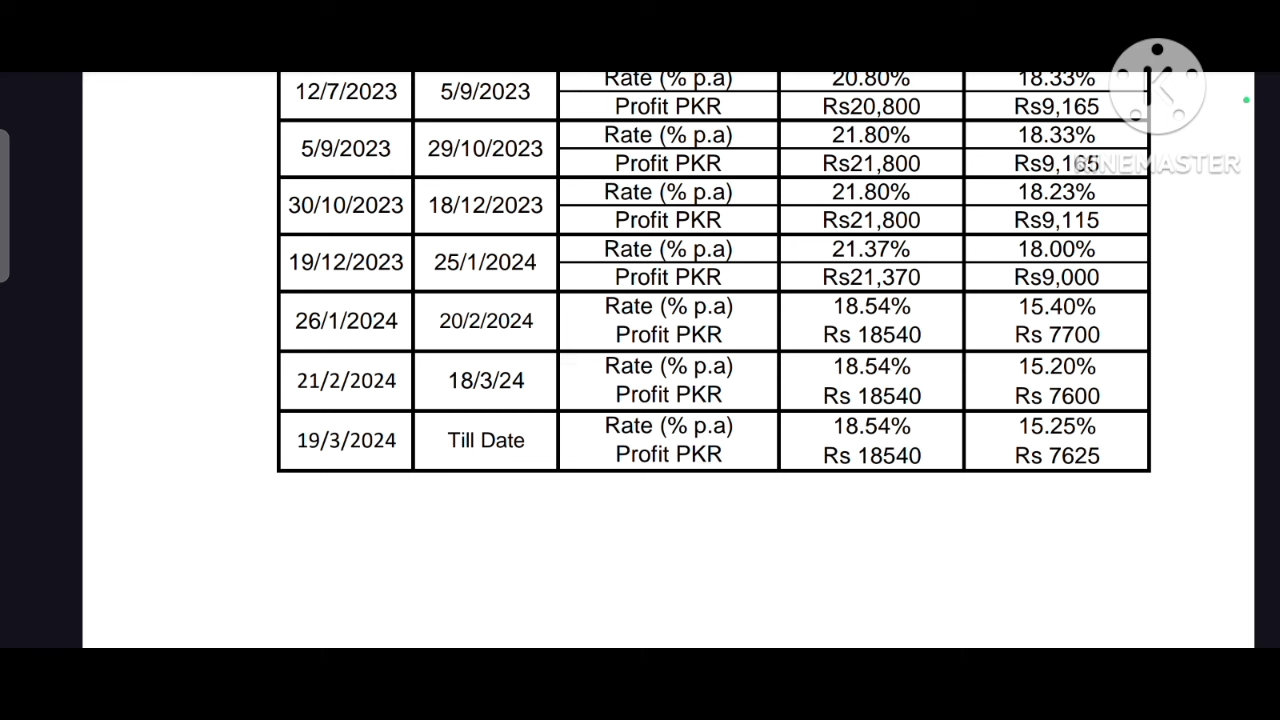 12/7/2023 5/9/2023 Rate (% p.a) 20.80% 18.33%
Profit PKR Rs20,800 Rs9,165
5/9/2023 29/10/2023 Rate (% p.a) 21.80% 18.33%
Profit PKR Rs21,800 Rs9,165
KINEMASTER
30/10/2023 18/12/2023 Rate (% p.a) 21.80% 18.23%
Profit PKR Rs21,800 Rs9,115
19/12/2023 25/1/2024 Rate (% p.a) 21.37% 18.00%
Profit PKR Rs21,370 Rs9,000
26/1/2024 20/2/2024 Rate (% p.a) 18.54% 15.40%
Profit PKR Rs 18540 Rs 7700
21/2/2024 18/3/24 Rate (% p.a) 18.54% 15.20%
Profit PKR Rs 18540 Rs 7600
19/3/2024 Till Date Rate (% p.a) 18.54% 15.25%
Profit PKR Rs 18540 Rs 7625